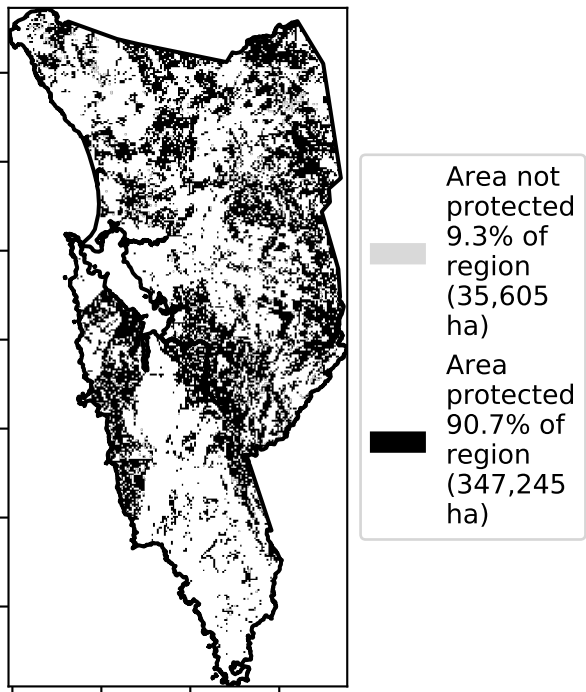 Area not
protected
9.3% of
region
(35,605
ha)
Area
protected
90.7% of
region
(347,245
ha)